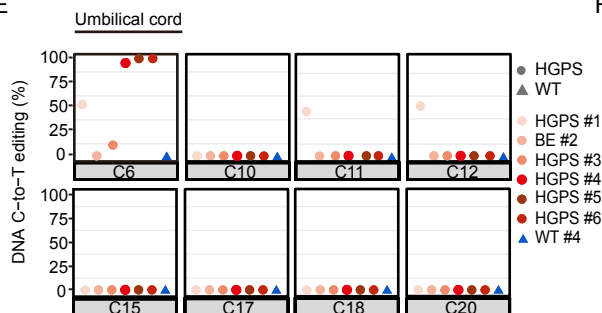 E
Umbilical cord
DNA C-to-T editing (%)
100
75
50
25
0
C6
C10
C11
C12
100
75
50
25
0
C15
C17
C18
C20
HGPS
WT
HGPS #1
BE #2
HGPS #3
HGPS #4
HGPS #5
HGPS #6
WT #4